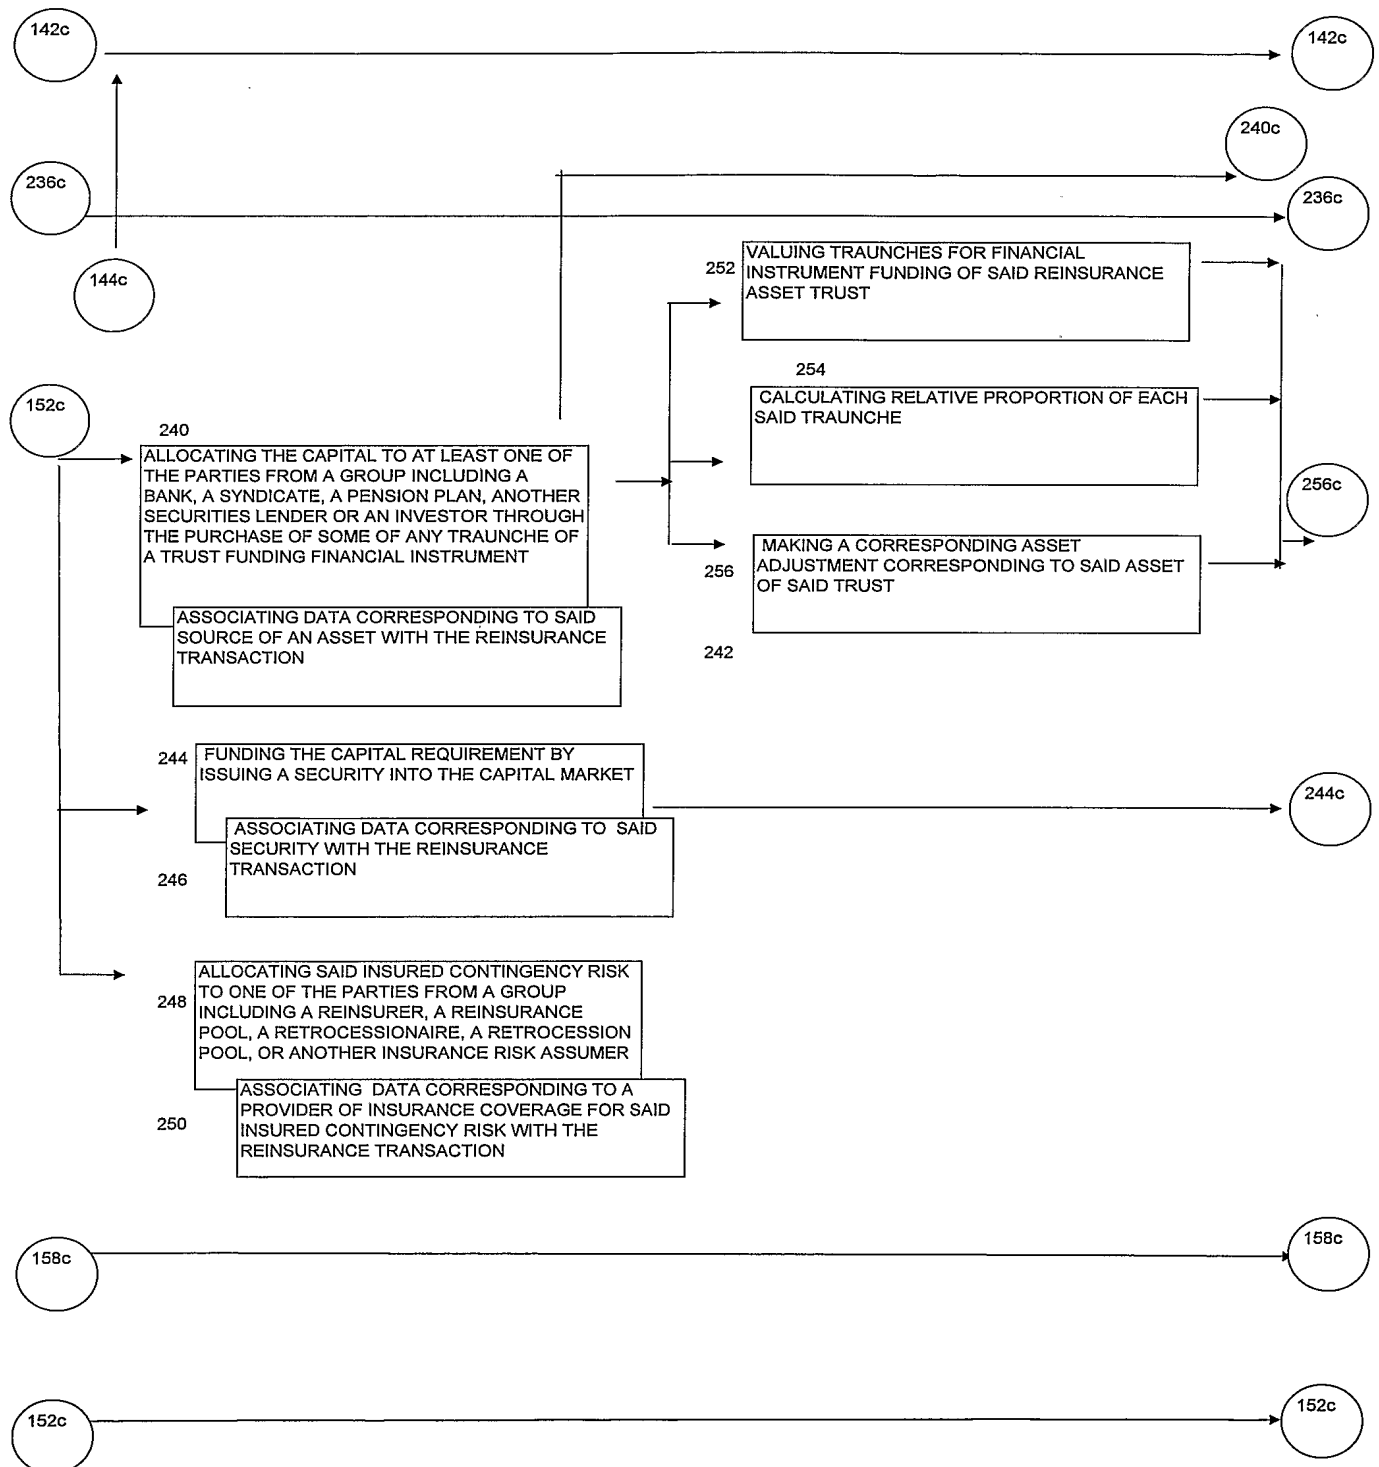 142c
142c
240c
236c
236c
144c
252
VALUING TRAUNCHES FOR FINANCIAL
INSTRUMENT FUNDING OF SAID REINSURANCE
ASSET TRUST
254
CALCULATING RELATIVE PROPORTION OF EACH
SAID TRAUNCHE
152c
240
ALLOCATING THE CAPITAL TO AT LEAST ONE OF
THE PARTIES FROM A GROUP INCLUDING A
BANK, A SYNDICATE, A PENSION PLAN, ANOTHER
SECURITIES LENDER OR AN INVESTOR THROUGH
THE PURCHASE OF SOME OF ANY TRAUNCHE OF
A TRUST FUNDING FINANCIAL INSTRUMENT
256c
256
MAKING A CORRESPONDING ASSET
ADJUSTMENT CORRESPONDING TO SAID ASSET
OF SAID TRUST
ASSOCIATING DATA CORRESPONDING TO SAID
SOURCE OF AN ASSET WITH THE REINSURANCE
TRANSACTION
242
244
FUNDING THE CAPITAL REQUIREMENT BY
ISSUING A SECURITY INTO THE CAPITAL MARKET
244c
ASSOCIATING DATA CORRESPONDING TO SAID
SECURITY WITH THE REINSURANCE
TRANSACTION
246
248
ALLOCATING SAID INSURED CONTINGENCY RISK
TO ONE OF THE PARTIES FROM A GROUP
INCLUDING A REINSURER, A REINSURANCE
POOL, A RETROCESSIONAIRE, A RETROCESSION
POOL, OR ANOTHER INSURANCE RISK ASSUMER
250
ASSOCIATING DATA CORRESPONDING TO A
PROVIDER OF INSURANCE COVERAGE FOR SAID
INSURED CONTINGENCY RISK WITH THE
REINSURANCE TRANSACTION
158c
158c
152c
152c